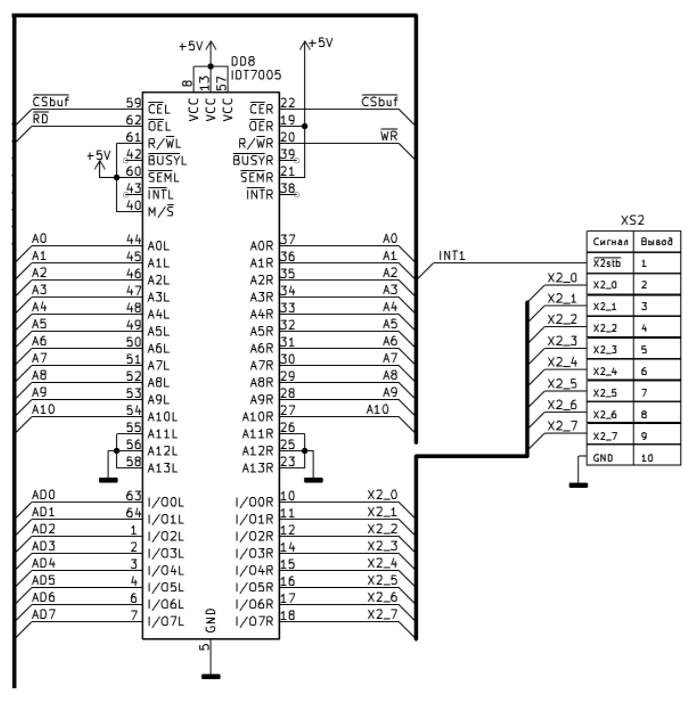 +5V
DD8
IDT7005
+5V
8 13 57
VCC VCC VCC
CSbuf 59 CEL CER 22 CSbuf
RD 62 OEL OER 19
61 R/WL R/WR 20 WR
42 BUSYL BUSYR 39
+5V 60 SEML SEMR 21
43 INTL INTR 38
40 M/S
A0 44 A0L A0R 37 A0
A1 45 A1L A1R 36 A1
A2 46 A2L A2R 35 A2
A3 47 A3L A3R 34 A3
A4 48 A4L A4R 33 A4
A5 49 A5L A5R 32 A5
A6 50 A6L A6R 31 A6
A7 51 A7L A7R 30 A7
A8 52 A8L A8R 29 A8
A9 53 A9L A9R 28 A9
A10 54 A10L A10R 27 A10
55 A11L A11R 26
56 A12L A12R 25
58 A13L A13R 23
AD0 63 I/O0L I/O0R 10 X2_0
AD1 64 I/O1L I/O1R 11 X2_1
AD2 1 I/O2L I/O2R 12 X2_2
AD3 2 I/O3L I/O3R 14 X2_3
AD4 3 I/O4L I/O4R 15 X2_4
AD5 4 I/O5L I/O5R 16 X2_5
AD6 6 I/O6L I/O6R 17 X2_6
AD7 7 I/O7L I/O7R 18 X2_7
GND
5
XS2
Сигнал Вывод
INT1 X2stb 1
X2_0 X2_0 2
X2_1 X2_1 3
X2_2 X2_2 4
X2_3 X2_3 5
X2_4 X2_4 6
X2_5 X2_5 7
X2_6 X2_6 8
X2_7 X2_7 9
GND 10